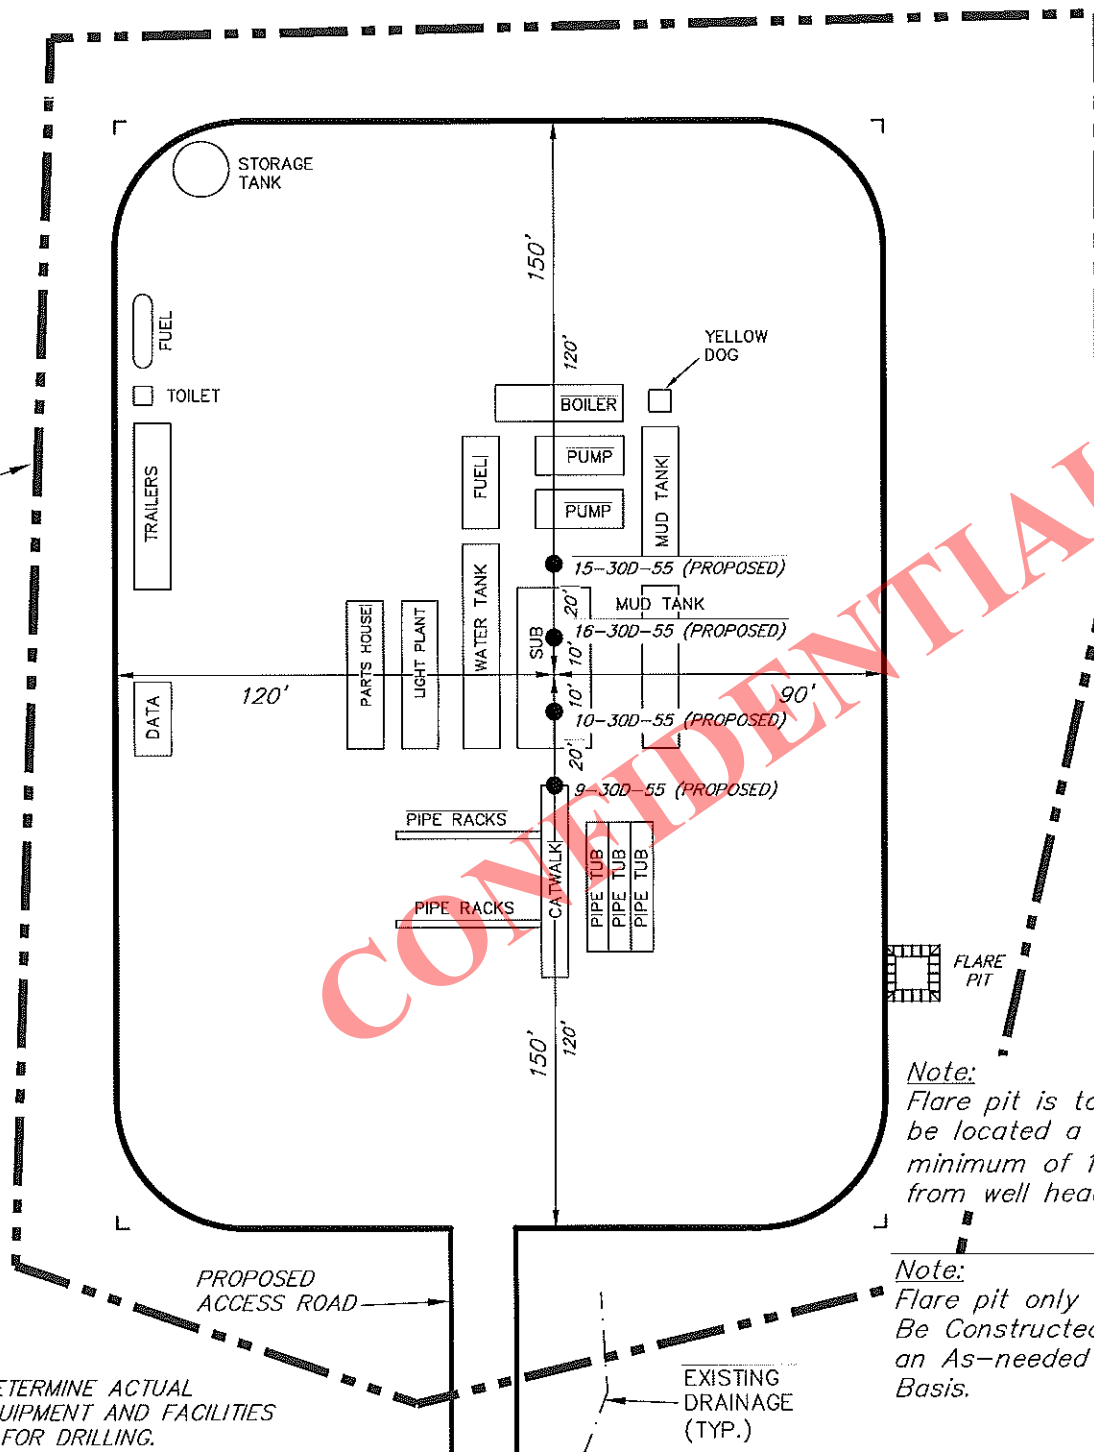 STORAGE
TANK
150'
FUEL
120'
YELLOW
DOG
TOILET
BOILER
TRAILERS
FUEL
PUMP
MUD TANK
PUMP
15-30D-55 (PROPOSED)
20'
MUD TANK
WATER TANK
SUB
16-30D-55 (PROPOSED)
PARTS HOUSE
LIGHT PLANT
10'
120'
90'
10'
DATA
10-30D-55 (PROPOSED)
20'
9-30D-55 (PROPOSED)
PIPE RACKS
CATWALK
PIPE TUB
PIPE TUB
PIPE TUB
PIPE RACKS
CONFIDENTIAL
FLARE
PIT
150'
120'
Note:
Flare pit is to
be located a
minimum of 1
from well hea
PROPOSED
ACCESS ROAD
Note:
Flare pit only
Be Constructed
an As-needed
Basis.
EXISTING
DRAINAGE
(TYP.)
ETERMINE ACTUAL
UIPMENT AND FACILITIES
FOR DRILLING.